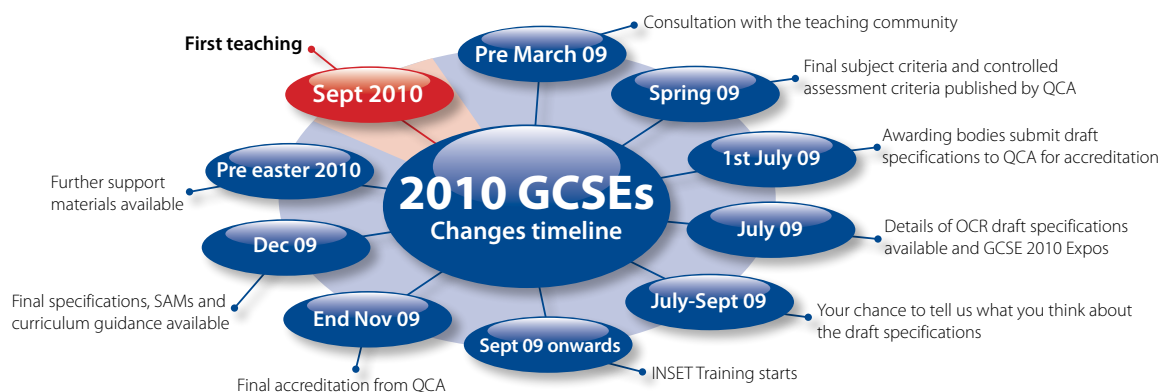 2010 GCSEs
Changes timeline
Pre March 09
Consultation with the teaching community
Spring 09
Final subject criteria and controlled
assessment criteria published by QCA
1st July 09
Awarding bodies submit draft
specifications to QCA for accreditation
July 09
Details of OCR draft specifications
available and GCSE 2010 Expos
July-Sept 09
Your chance to tell us what you think about
the draft specifications
Sept 09 onwards
INSET Training starts
End Nov 09
Final accreditation from QCA
Dec 09
Final specifications, SAMs and
curriculum guidance available
Pre easter 2010
Further support
materials available
Sept 2010
First teaching